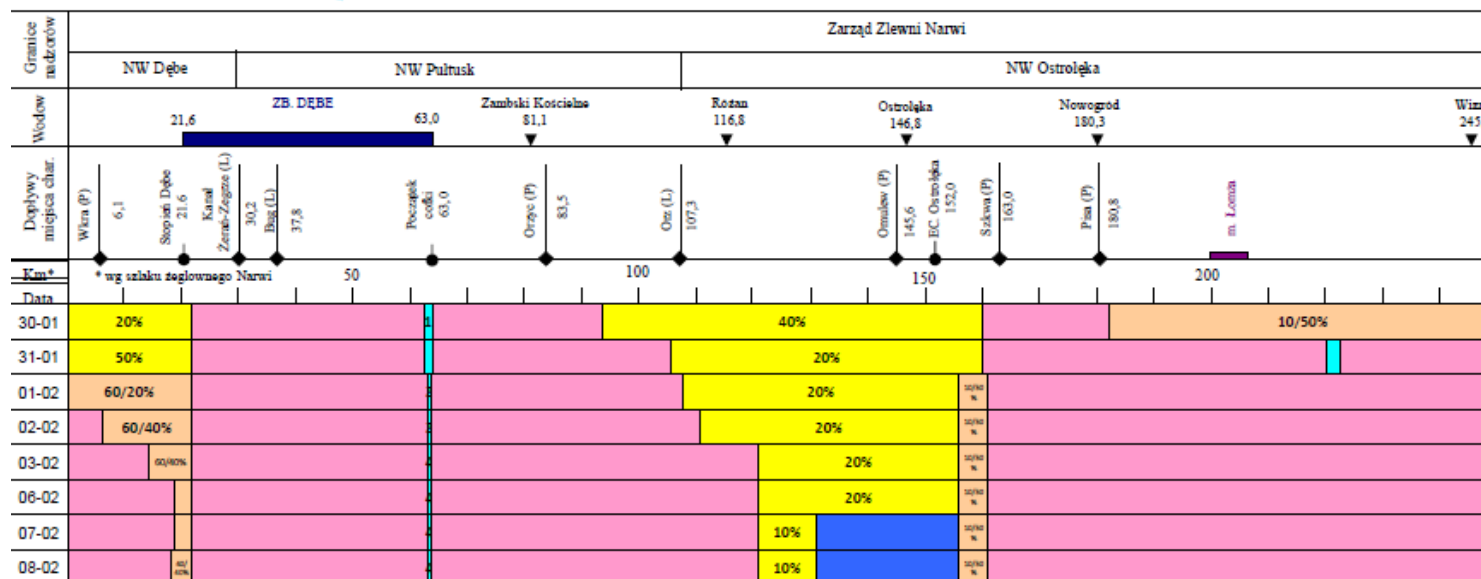 Granice nadzorów
Zarząd Zlewni Narwi
NW Dębe NW Pułtusk NW Ostrołęka
Wodow
21,6 ZB. DĘBE 63,0
Zambski Kościelne 81,1
Różan 116,8
Ostrołęka 146,8
Nowogród 180,3
245
Dopływy miejsca char.
Wkra (P) 6,1
Stopień Dębe 21.6
Kanał Żerań-Zegrze (L) 30,2
Bug (L) 37,8
Początek cofki 63,0
Orzyc (P) 83,5
Orz (L) 107,3
Omulew (P) 145,6
EC. Ostrołęka 152,0
Szkwa (P) 163,0
Pisa (P) 180,8
m. Łomża
Km* * wg szlaku żeglownego Narwi 50 100 150 200
Data
30-01 20% 1 40% 10/50%
31-01 50% 20%
01-02 60/20% 20%
02-02 60/40% 20%
03-02 60/40% 4 20%
06-02 4 20%
07-02 4 10%
08-02 4 10%